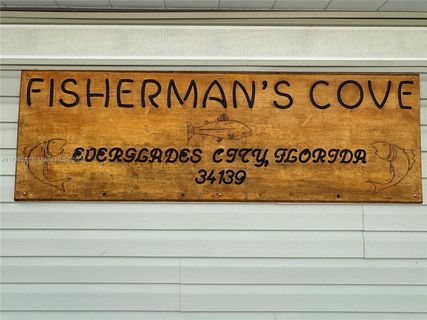 FISHERMAN'S COVE
EVERGLADES CITY, FLORIDA
34139